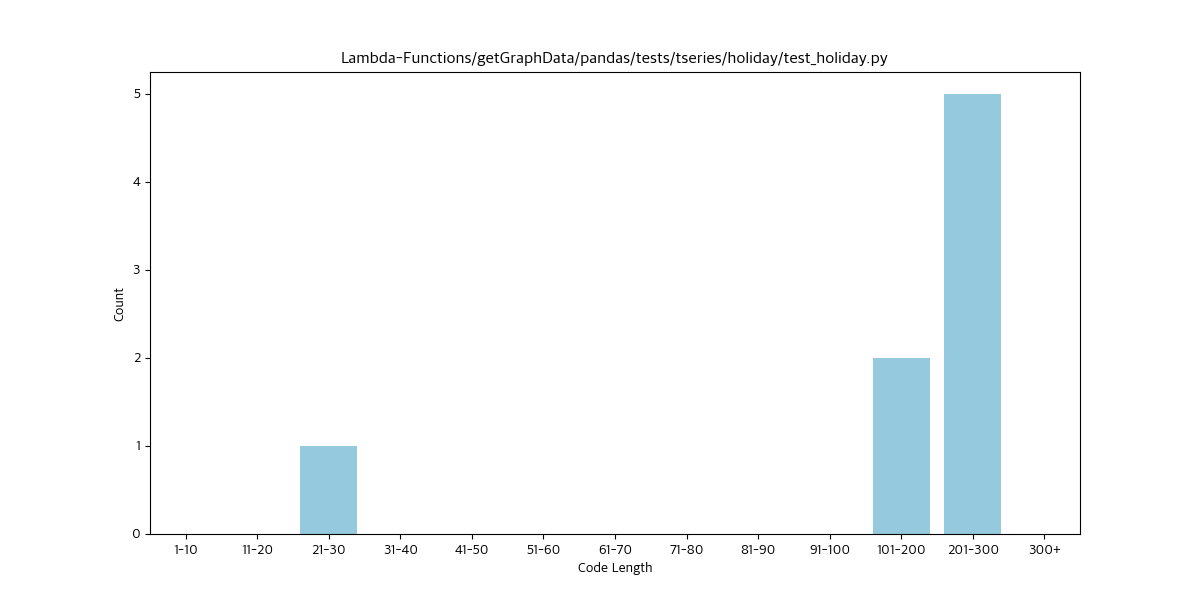 Lambda-Functions/getGraphData/pandas/tests/tseries/holiday/test_holiday.py
5
4
3
2
1
0
Count
1-10 11-20 21-30 31-40 41-50 51-60 61-70 71-80 81-90 91-100 101-200 201-300 300+
Code Length